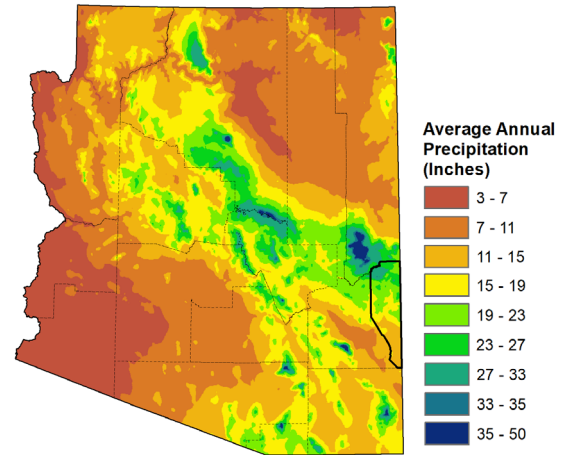 Average Annual
Precipitation
(Inches)
3 - 7
7 - 11
11 - 15
15 - 19
19 - 23
23 - 27
27 - 33
33 - 35
35 - 50